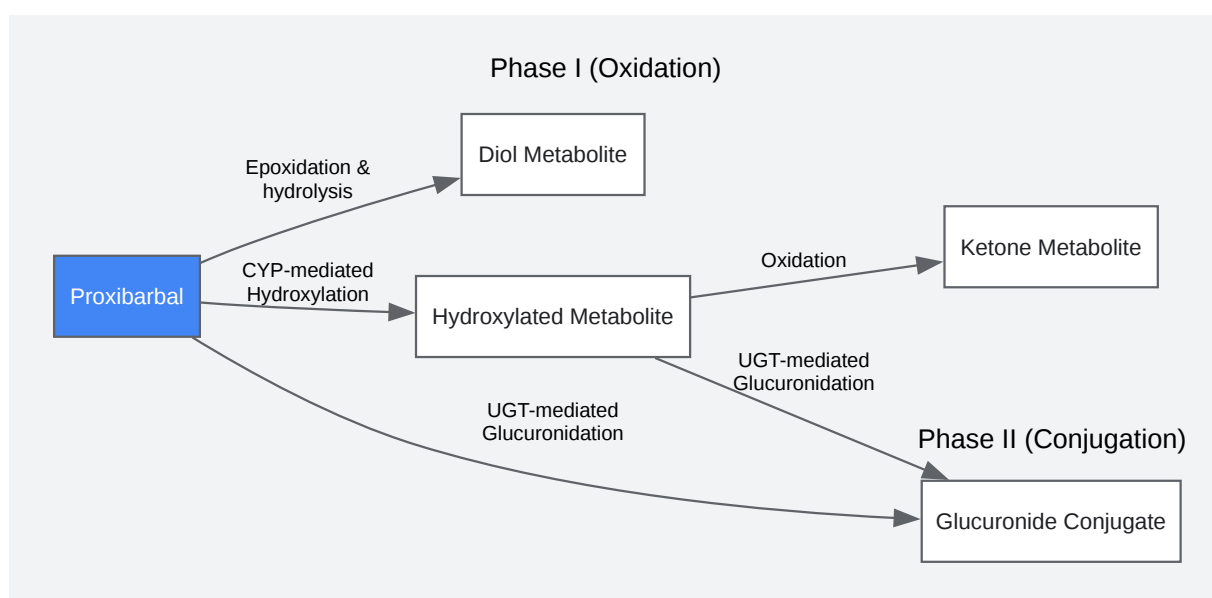 Phase I (Oxidation)
Diol Metabolite
Epoxidation &
hydrolysis
Ketone Metabolite
Oxidation
CYP-mediated
Hydroxylation
Proxibarbal
Hydroxylated Metabolite
UGT-mediated
Glucuronidation
UGT-mediated
Glucuronidation
Phase II (Conjugation)
Glucuronide Conjugate